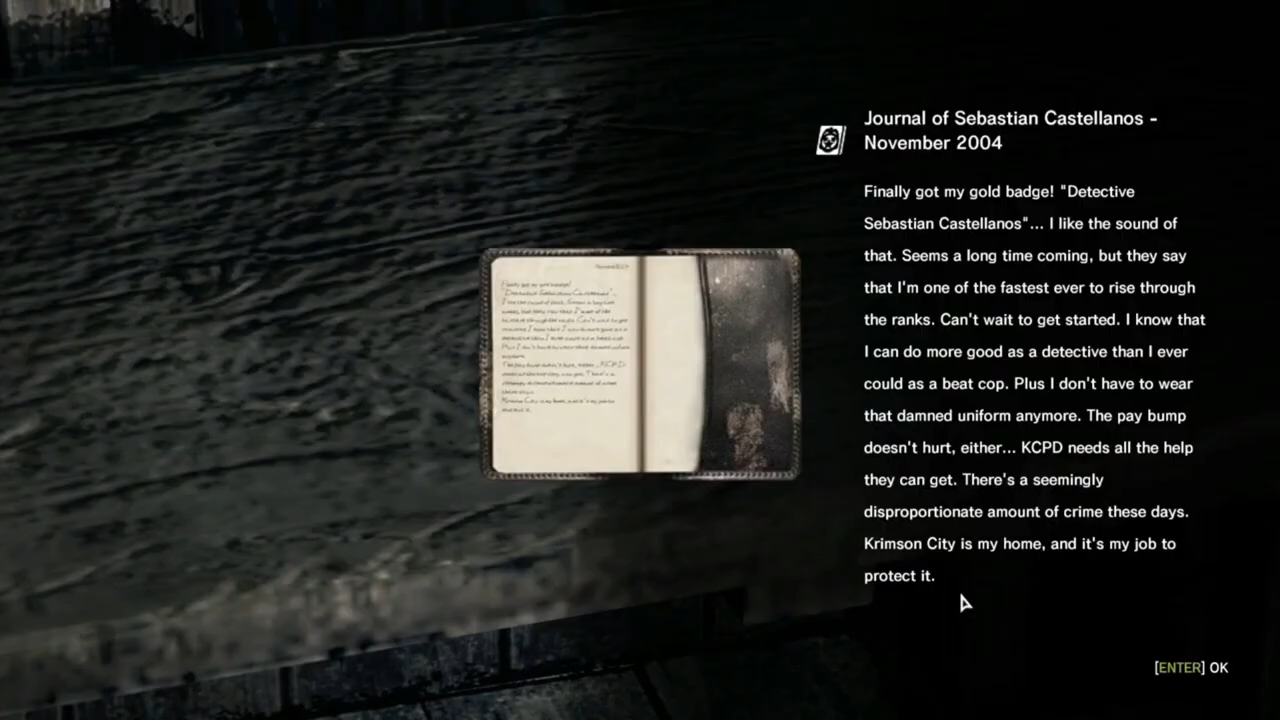 Journal of Sebastian Castellanos -
November 2004
Finally got my gold badge! "Detective
Sebastian Castellanos"... I like the sound of
that. Seems a long time coming, but they say
that I'm one of the fastest ever to rise through
the ranks. Can't wait to get started. I know that
I can do more good as a detective than I ever
could as a beat cop. Plus I don't have to wear
that damned uniform anymore. The pay bump
doesn't hurt, either... KCPD needs all the help
they can get. There's a seemingly
disproportionate amount of crime these days.
Krimson City is my home, and it's my job to
protect it.
[ENTER] OK